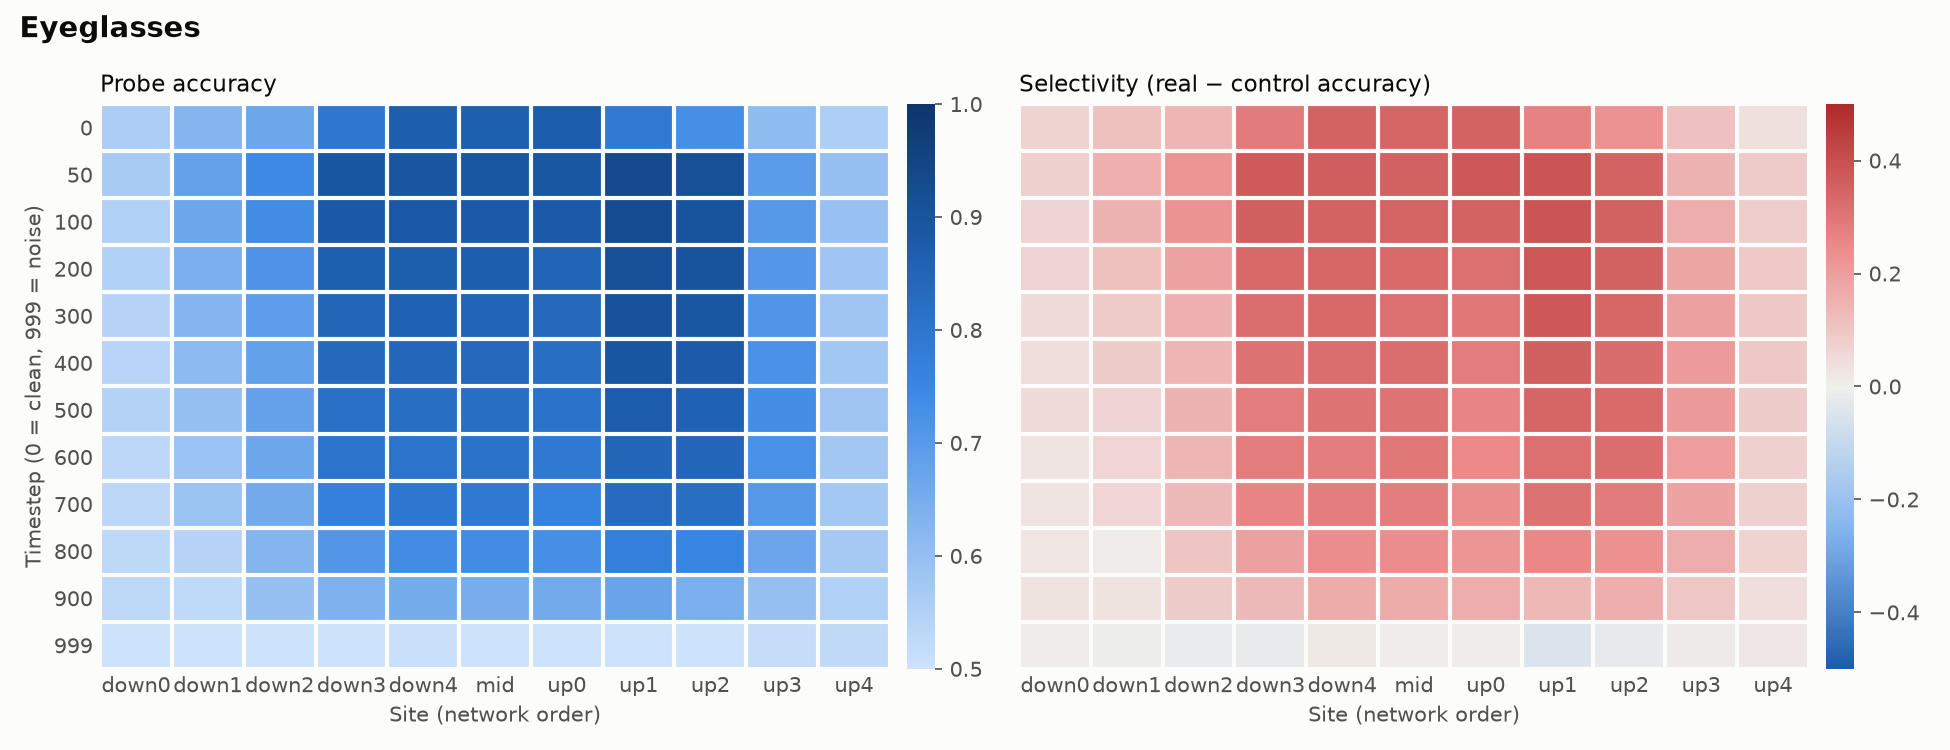 Eyeglasses
Probe accuracy
Timestep (0 = clean, 999 = noise)
0
50
100
200
300
400
500
600
700
800
900
999
down0 down1 down2 down3 down4 mid up0 up1 up2 up3 up4
Site (network order)
1.0
0.9
0.8
0.7
0.6
0.5
Selectivity (real − control accuracy)
down0 down1 down2 down3 down4 mid up0 up1 up2 up3 up4
Site (network order)
0.4
0.2
0.0
−0.2
−0.4